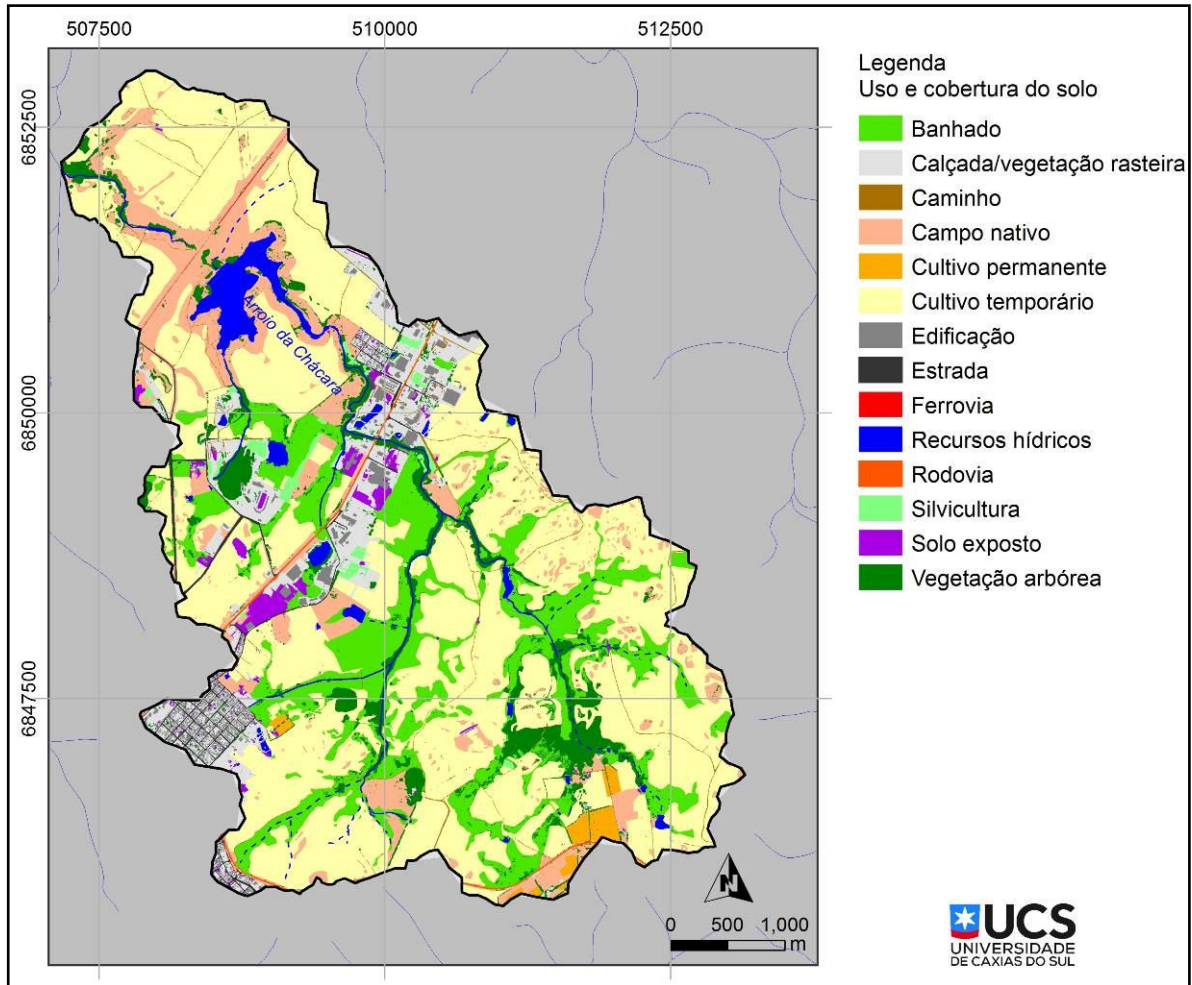 507500
510000
512500
6852500
6850000
6847500
Arroio da Chácara
N
0 500 1,000
m
Legenda
Uso e cobertura do solo
Banhado
Calçada/vegetação rasteira
Caminho
Campo nativo
Cultivo permanente
Cultivo temporário
Edificação
Estrada
Ferrovia
Recursos hídricos
Rodovia
Silvicultura
Solo exposto
Vegetação arbórea
UCS
UNIVERSIDADE
DE CAXIAS DO SUL